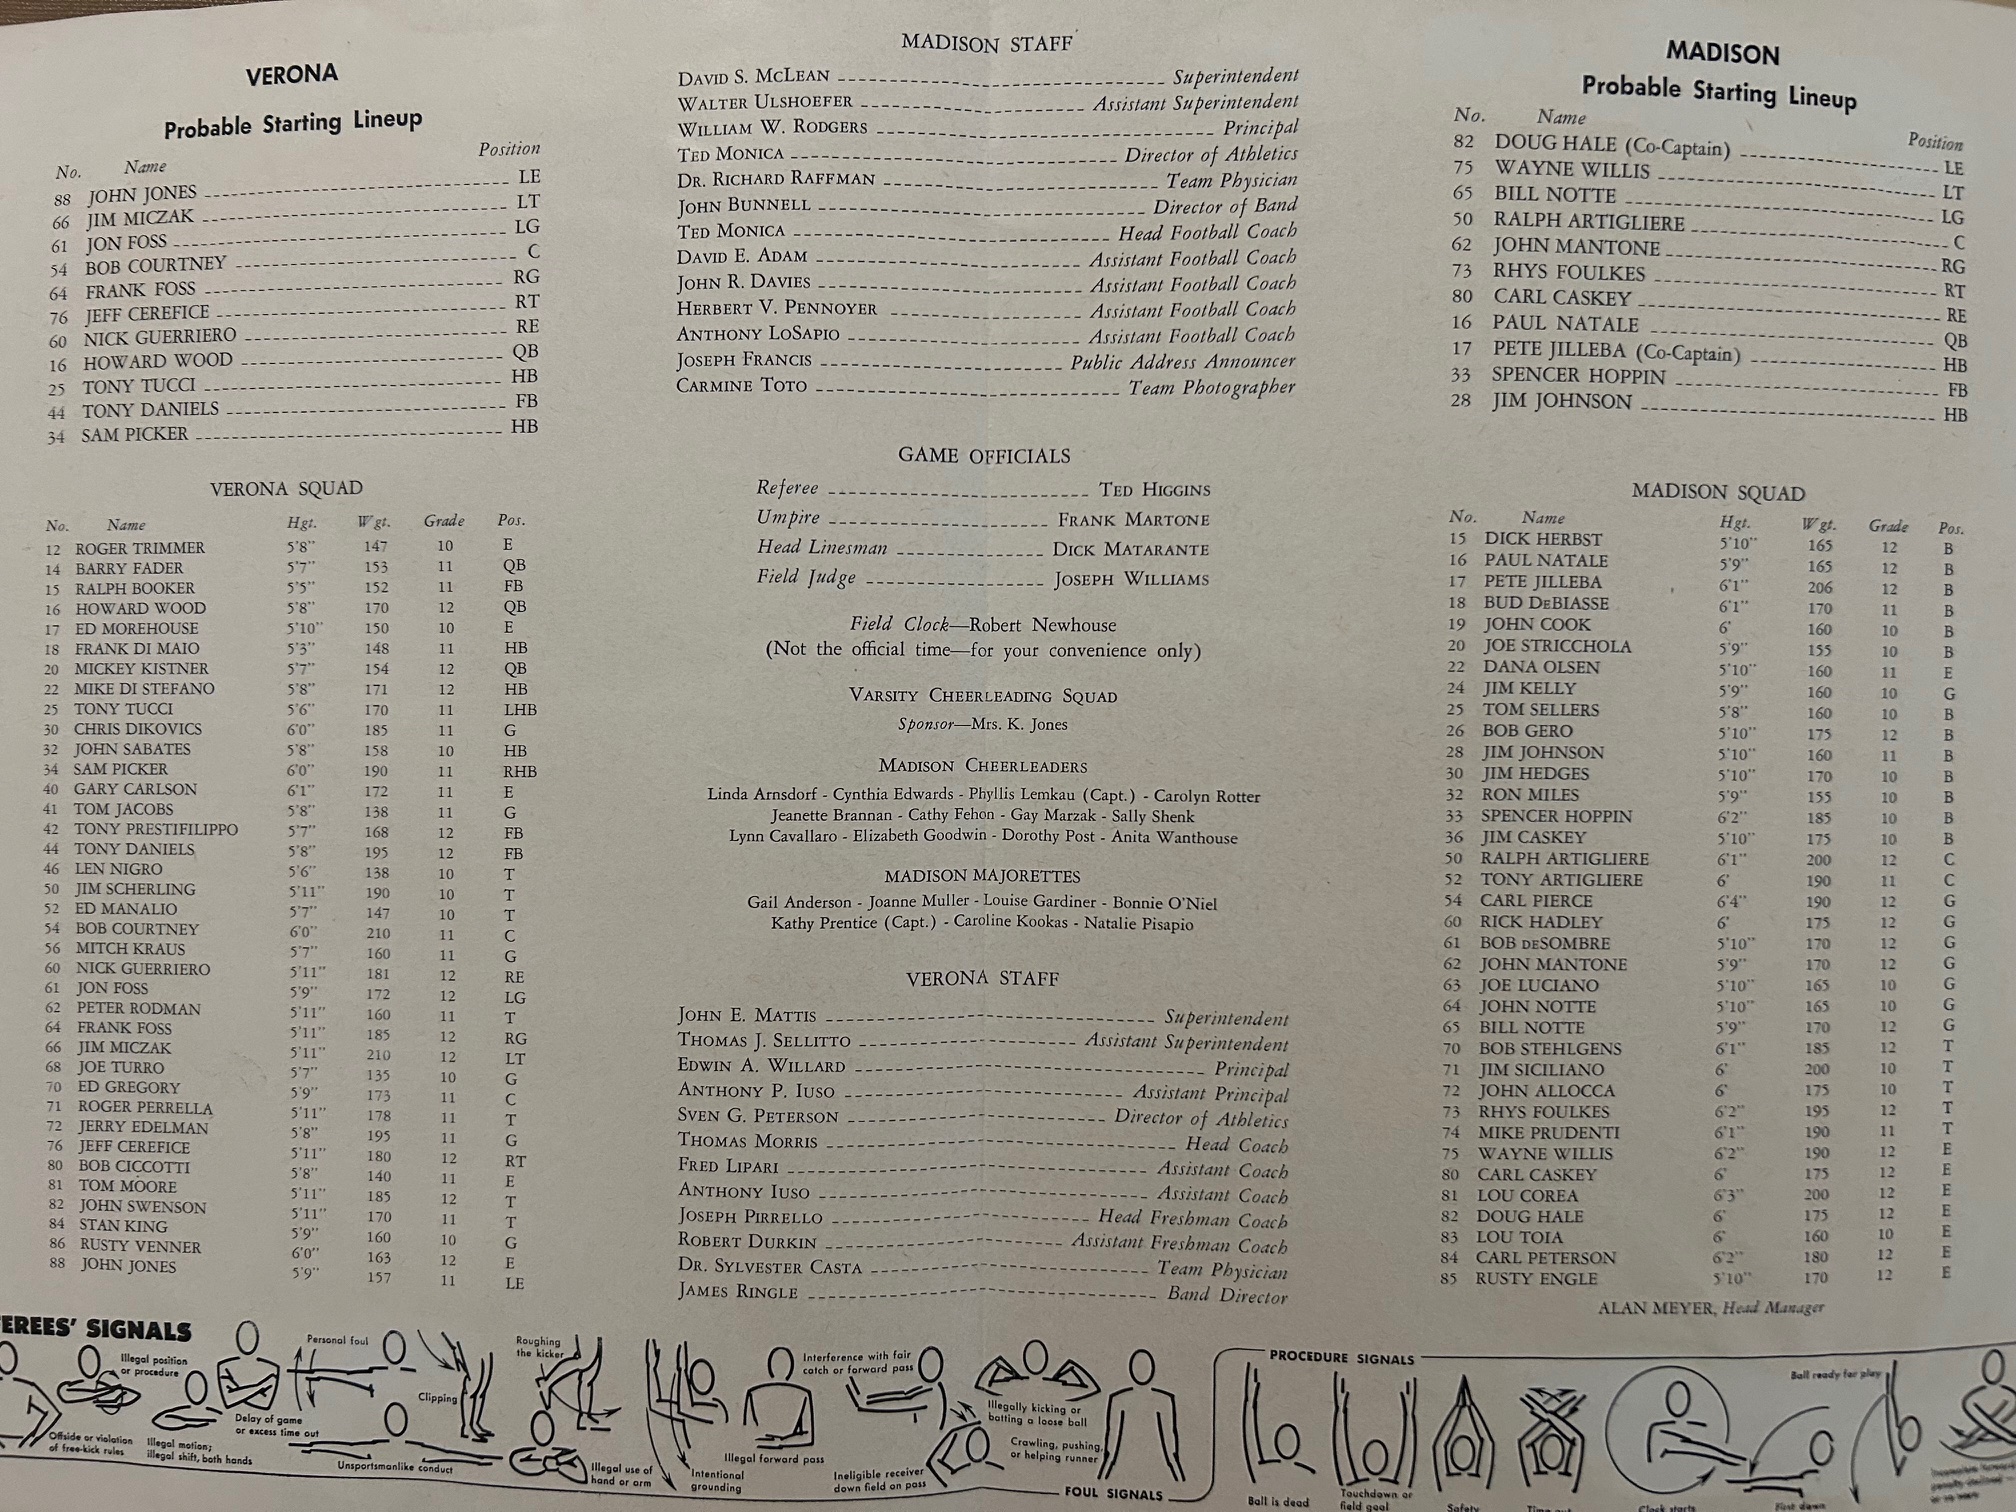 VERONA
Probable Starting Lineup
No. Name Position
88 JOHN JONES LE
66 JIM MICZAK LT
61 JON FOSS LG
54 BOB COURTNEY C
64 FRANK FOSS RG
76 JEFF CEREFICE RT
60 NICK GUERRIERO RE
16 HOWARD WOOD QB
25 TONY TUCCI HB
44 TONY DANIELS FB
34 SAM PICKER HB
VERONA SQUAD
No. Name Hgt. Wgt. Grade Pos.
12 ROGER TRIMMER 5'8" 147 10 E
14 BARRY FADER 5'7" 153 11 QB
15 RALPH BOOKER 5'5" 152 11 FB
16 HOWARD WOOD 5'8" 170 12 QB
17 ED MOREHOUSE 5'10" 150 10 E
18 FRANK DI MAIO 5'3" 148 11 HB
20 MICKEY KISTNER 5'7" 154 12 QB
22 MIKE DI STEFANO 5'8" 171 12 HB
25 TONY TUCCI 5'6" 170 11 LHB
30 CHRIS DIKOVICS 6'0" 185 11 G
32 JOHN SABATES 5'8" 158 10 HB
34 SAM PICKER 6'0" 190 11 RHB
40 GARY CARLSON 6'1" 172 11 E
41 TOM JACOBS 5'8" 138 11 G
42 TONY PRESTIFILIPPO 5'7" 168 12 FB
44 TONY DANIELS 5'8" 195 12 FB
46 LEN NIGRO 5'6" 138 10 T
50 JIM SCHERLING 5'11" 190 10 T
52 ED MANALIO 5'7" 147 10 T
54 BOB COURTNEY 6'0" 210 11 C
56 MITCH KRAUS 5'7" 160 11 G
60 NICK GUERRIERO 5'11" 181 12 RE
61 JON FOSS 5'9" 172 12 LG
62 PETER RODMAN 5'11" 160 11 T
64 FRANK FOSS 5'11" 185 12 RG
66 JIM MICZAK 5'11" 210 12 LT
68 JOE TURRO 5'7" 135 10 G
70 ED GREGORY 5'9" 173 11 C
71 ROGER PERRELLA 5'11" 178 11 T
72 JERRY EDELMAN 5'8" 195 11 G
76 JEFF CEREFICE 5'11" 180 12 RT
80 BOB CICCOTTI 5'8" 140 11 E
81 TOM MOORE 5'11" 185 12 T
82 JOHN SWENSON 5'11" 170 11 T
84 STAN KING 5'9" 160 10 G
86 RUSTY VENNER 6'0" 163 12 E
88 JOHN JONES 5'9" 157 11 LE
MADISON STAFF
DAVID S. MCLEAN Superintendent
WALTER ULSHOEFER Assistant Superintendent
WILLIAM W. RODGERS Principal
TED MONICA Director of Athletics
DR. RICHARD RAFFMAN Team Physician
JOHN BUNNELL Director of Band
TED MONICA Head Football Coach
DAVID E. ADAM Assistant Football Coach
JOHN R. DAVIES Assistant Football Coach
HERBERT V. PENNOYER Assistant Football Coach
ANTHONY LOSAPIO Assistant Football Coach
JOSEPH FRANCIS Public Address Announcer
CARMINE TOTO Team Photographer
GAME OFFICIALS
Referee TED HIGGINS
Umpire FRANK MARTONE
Head Linesman DICK MATARANTE
Field Judge JOSEPH WILLIAMS
Field Clock—Robert Newhouse
(Not the official time—for your convenience only)
VARSITY CHEERLEADING SQUAD
Sponsor—Mrs. K. Jones
MADISON CHEERLEADERS
Linda Arnsdorf - Cynthia Edwards - Phyllis Lemkau (Capt.) - Carolyn Rotter
Jeanette Brannan - Cathy Fehon - Gay Marzak - Sally Shenk
Lynn Cavallaro - Elizabeth Goodwin - Dorothy Post - Anita Wanthouse
MADISON MAJORETTES
Gail Anderson - Joanne Muller - Louise Gardiner - Bonnie O'Niel
Kathy Prentice (Capt.) - Caroline Kookas - Natalie Pisapio
VERONA STAFF
JOHN E. MATTIS Superintendent
THOMAS J. SELLITTO Assistant Superintendent
EDWIN A. WILLARD Principal
ANTHONY P. IUSO Assistant Principal
SVEN G. PETERSON Director of Athletics
THOMAS MORRIS Head Coach
FRED LIPARI Assistant Coach
ANTHONY IUSO Assistant Coach
JOSEPH PIRRELLO Head Freshman Coach
ROBERT DURKIN Assistant Freshman Coach
DR. SYLVESTER CASTA Team Physician
JAMES RINGLE Band Director
MADISON
Probable Starting Lineup
No. Name Position
82 DOUG HALE (Co-Captain) LE
75 WAYNE WILLIS LT
65 BILL NOTTE LG
50 RALPH ARTIGLIERE C
62 JOHN MANTONE RG
73 RHYS FOULKES RT
80 CARL CASKEY RE
16 PAUL NATALE QB
17 PETE JILLEBA (Co-Captain) HB
33 SPENCER HOPPIN FB
28 JIM JOHNSON HB
MADISON SQUAD
No. Name Hgt. Wgt. Grade Pos.
15 DICK HERBST 5'10" 165 12 B
16 PAUL NATALE 5'9" 165 12 B
17 PETE JILLEBA 6'1" 206 12 B
18 BUD DEBIASSE 6'1" 170 11 B
19 JOHN COOK 6' 160 10 B
20 JOE STRICCHOLA 5'9" 155 10 B
22 DANA OLSEN 5'10" 160 11 E
24 JIM KELLY 5'9" 160 10 G
25 TOM SELLERS 5'8" 160 10 B
26 BOB GERO 5'10" 175 12 B
28 JIM JOHNSON 5'10" 160 11 B
30 JIM HEDGES 5'10" 170 10 B
32 RON MILES 5'9" 155 10 B
33 SPENCER HOPPIN 6'2" 185 10 B
36 JIM CASKEY 5'10" 175 10 B
50 RALPH ARTIGLIERE 6'1" 200 12 C
52 TONY ARTIGLIERE 6' 190 11 C
54 CARL PIERCE 6'4" 190 12 G
60 RICK HADLEY 6' 175 12 G
61 BOB DESOMBRE 5'10" 170 12 G
62 JOHN MANTONE 5'9" 170 12 G
63 JOE LUCIANO 5'10" 165 10 G
64 JOHN NOTTE 5'10" 165 10 G
65 BILL NOTTE 5'9" 170 12 G
70 BOB STEHLGENS 6'1" 185 12 T
71 JIM SICILIANO 6' 200 10 T
72 JOHN ALLOCCA 6' 175 10 T
73 RHYS FOULKES 6'2" 195 12 T
74 MIKE PRUDENTI 6'1" 190 11 T
75 WAYNE WILLIS 6'2" 190 12 E
80 CARL CASKEY 6' 175 12 E
81 LOU COREA 6'3" 200 12 E
82 DOUG HALE 6' 175 12 E
83 LOU TOIA 6' 160 10 E
84 CARL PETERSON 6'2" 180 12 E
85 RUSTY ENGLE 5'10" 170 12 E
ALAN MEYER, Head Manager
EREES' SIGNALS
Offside or violation
of free-kick rules
Illegal position
or procedure
Illegal motion;
illegal shift, both hands
Delay of game
or excess time out
Personal foul
Unsportsmanlike conduct
Clipping
Roughing
the kicker
Illegal use of
hand or arm
Intentional
grounding
Illegal forward pass
Interference with fair
catch or forward pass
Ineligible receiver
down field on pass
Illegally kicking or
batting a loose ball
Crawling, pushing,
or helping runner
FOUL SIGNALS
PROCEDURE SIGNALS
Ball is dead
Touchdown or
field goal
Safety
Time out
Clock starts
First down
Ball ready for play